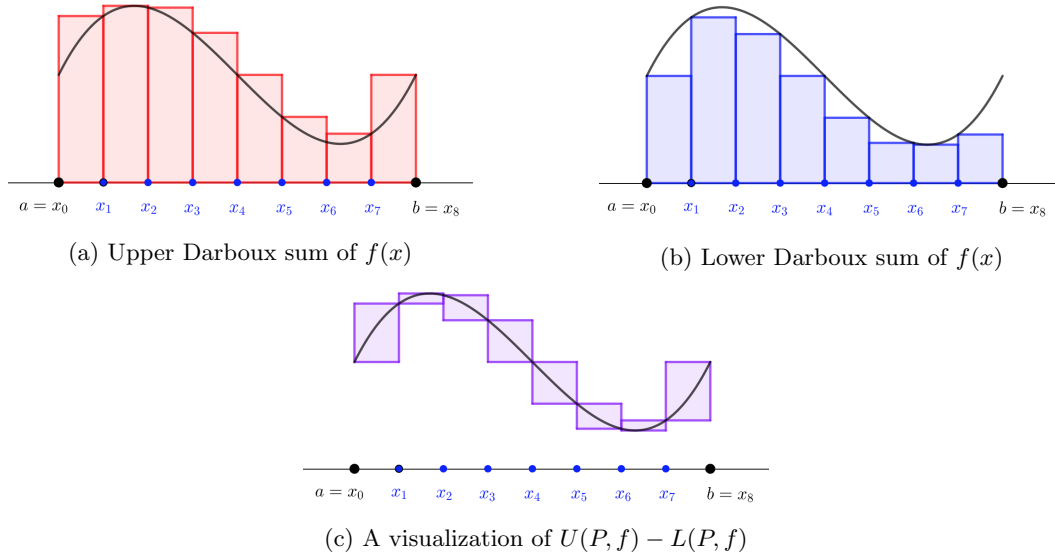 a = x₀ x₁ x₂ x₃ x₄ x₅ x₆ x₇ b = x₈
(a) Upper Darboux sum of f(x)
a = x₀ x₁ x₂ x₃ x₄ x₅ x₆ x₇ b = x₈
(b) Lower Darboux sum of f(x)
a = x₀ x₁ x₂ x₃ x₄ x₅ x₆ x₇ b = x₈
(c) A visualization of U(P, f) − L(P, f)